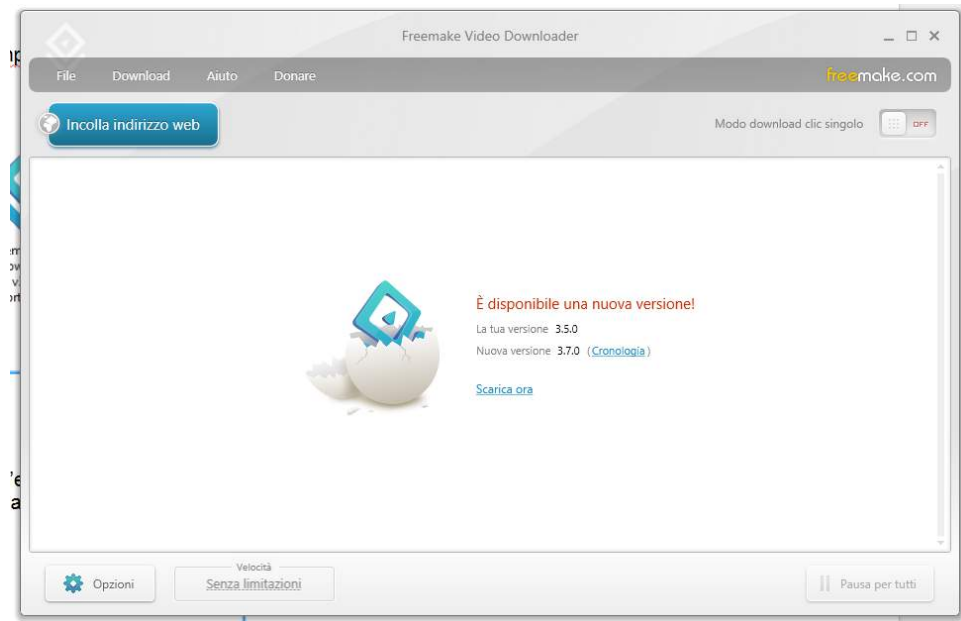 Freemake Video Downloader
File Download Aiuto Donare
freemake.com
Incolla indirizzo web
Modo download clic singolo OFF
È disponibile una nuova versione!
La tua versione 3.5.0
Nuova versione 3.7.0 (Cronologia)
Scarica ora
Opzioni
Velocità
Senza limitazioni
Pausa per tutti